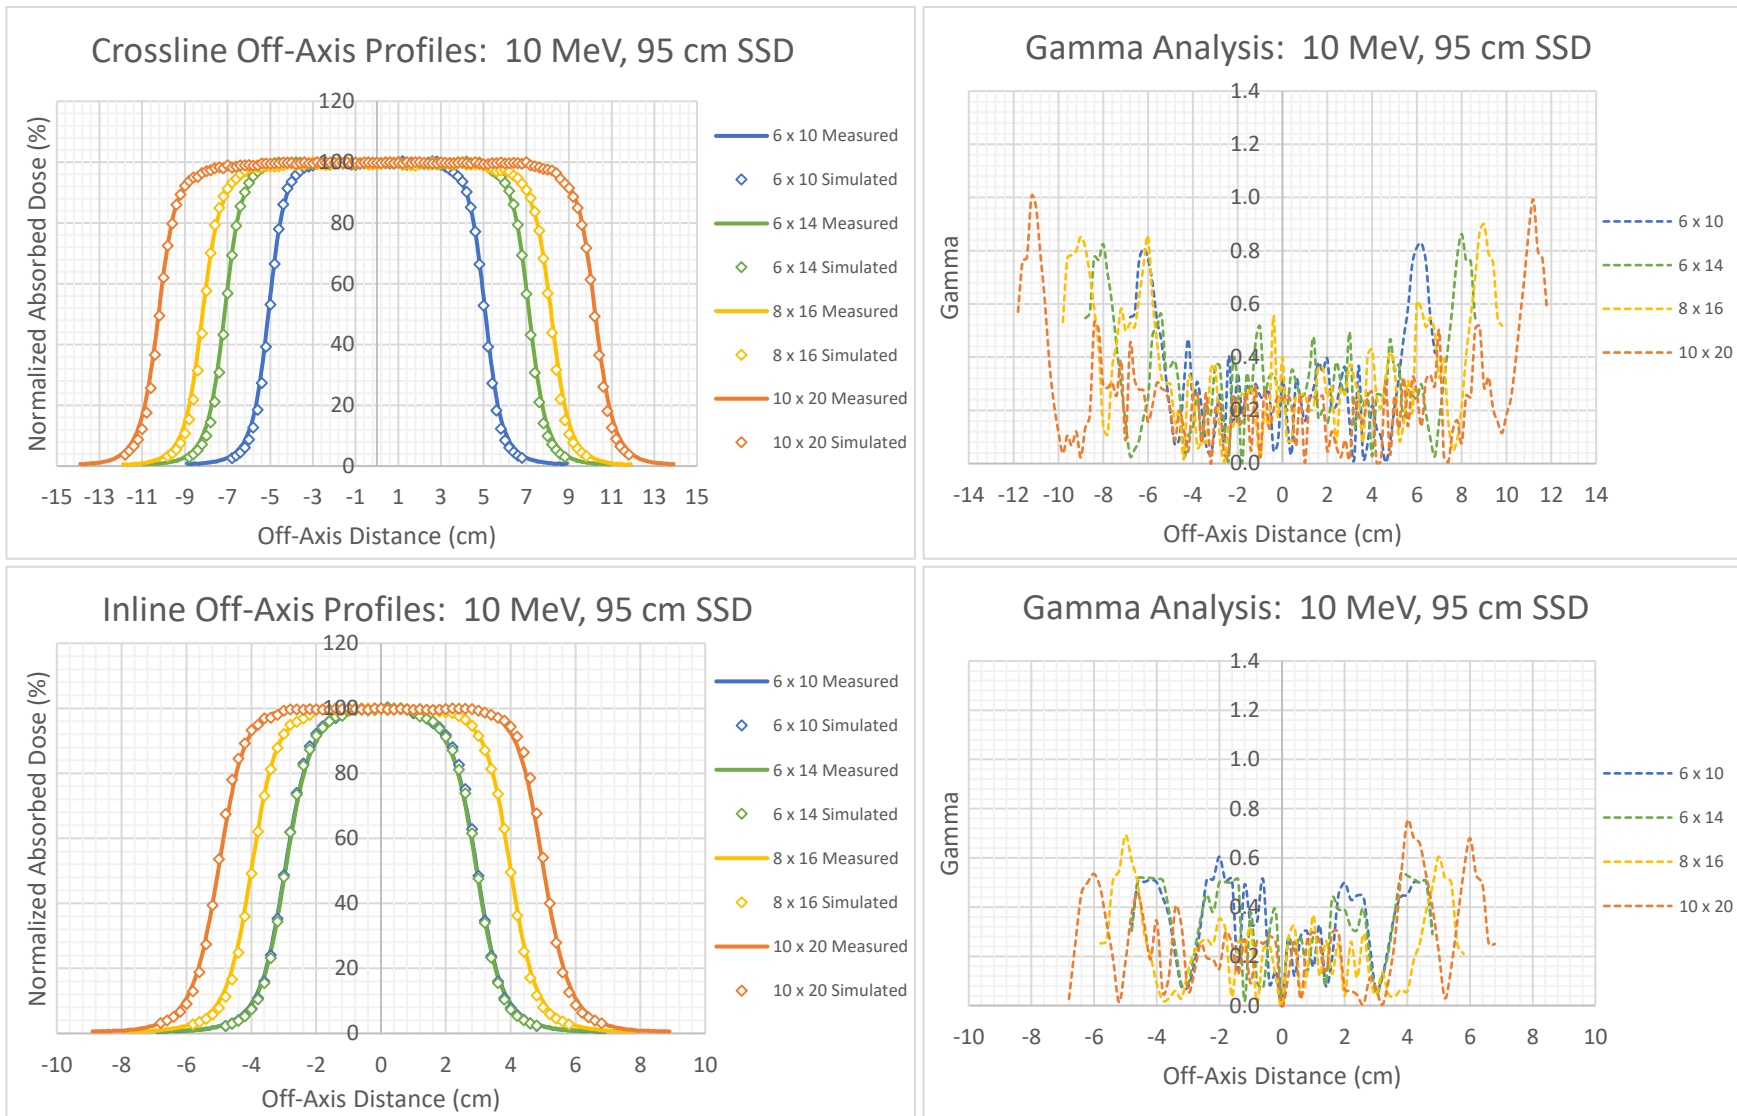 Crossline Off-Axis Profiles:  10 MeV, 95 cm SSD
Normalized Absorbed Dose (%)
120
100
80
60
40
20
0
-15 -13 -11 -9 -7 -5 -3 -1 1 3 5 7 9 11 13 15
Off-Axis Distance (cm)
6 x 10 Measured
6 x 10 Simulated
6 x 14 Measured
6 x 14 Simulated
8 x 16 Measured
8 x 16 Simulated
10 x 20 Measured
10 x 20 Simulated
Gamma Analysis:  10 MeV, 95 cm SSD
Gamma
1.4
1.2
1.0
0.8
0.6
0.4
0.2
0.0
-14 -12 -10 -8 -6 -4 -2 0 2 4 6 8 10 12 14
Off-Axis Distance (cm)
6 x 10
6 x 14
8 x 16
10 x 20
Inline Off-Axis Profiles:  10 MeV, 95 cm SSD
Normalized Absorbed Dose (%)
120
100
80
60
40
20
0
-10 -8 -6 -4 -2 0 2 4 6 8 10
Off-Axis Distance (cm)
6 x 10 Measured
6 x 10 Simulated
6 x 14 Measured
6 x 14 Simulated
8 x 16 Measured
8 x 16 Simulated
10 x 20 Measured
10 x 20 Simulated
Gamma Analysis:  10 MeV, 95 cm SSD
Gamma
1.4
1.2
1.0
0.8
0.6
0.4
0.2
0.0
-10 -8 -6 -4 -2 0 2 4 6 8 10
Off-Axis Distance (cm)
6 x 10
6 x 14
8 x 16
10 x 20